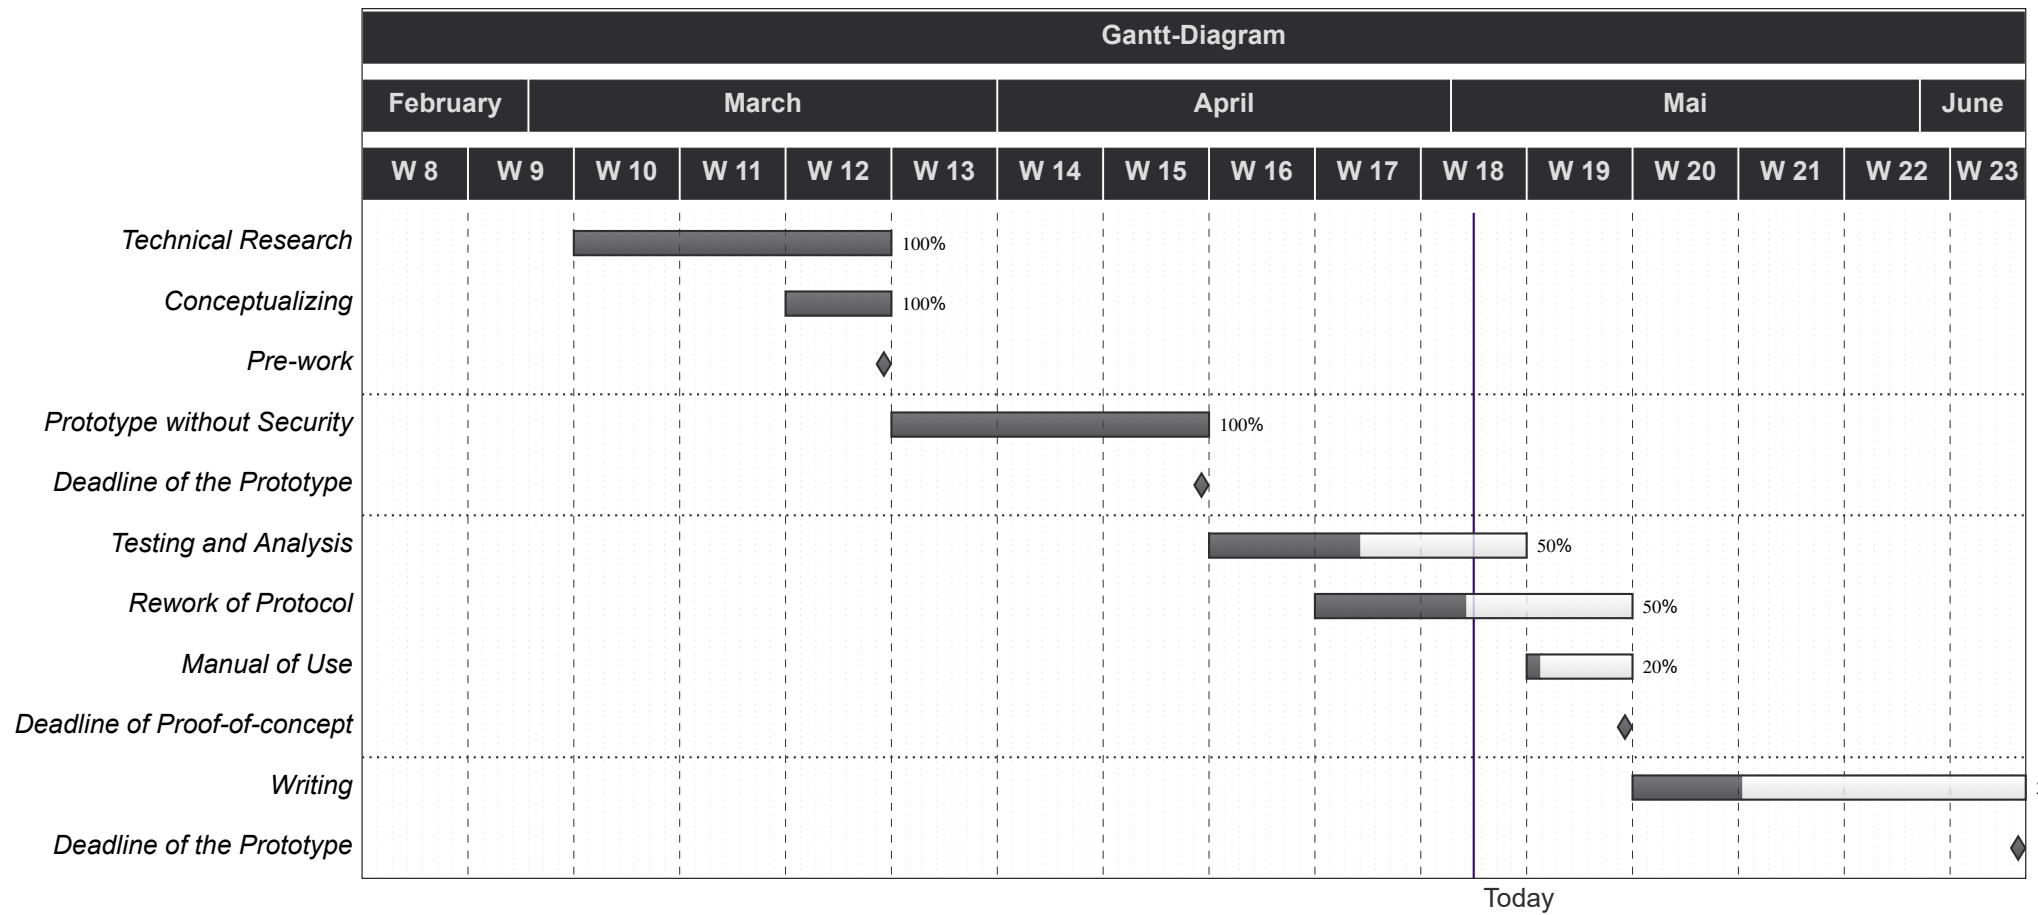 Gantt-Diagram
February March April Mai June
W 8 W 9 W 10 W 11 W 12 W 13 W 14 W 15 W 16 W 17 W 18 W 19 W 20 W 21 W 22 W 23
Technical Research 100%
Conceptualizing 100%
Pre-work
Prototype without Security 100%
Deadline of the Prototype
Testing and Analysis 50%
Rework of Protocol 50%
Manual of Use 20%
Deadline of Proof-of-concept
Writing
Deadline of the Prototype
Today